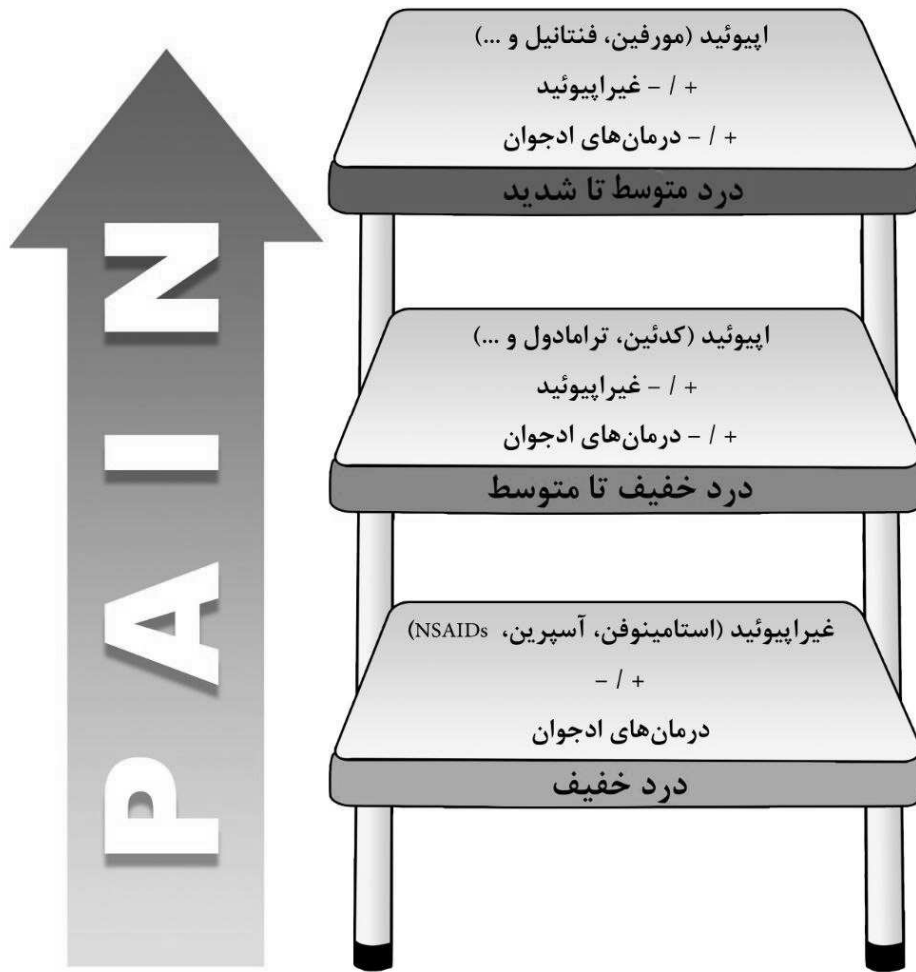 اپیوئید (مورفین، فنتانیل و ...)
+ / - غیراپیوئید
+ / - درمان‌های ادجوان
درد متوسط تا شدید
اپیوئید (کدئین، ترامادول و ...)
+ / - غیراپیوئید
+ / - درمان‌های ادجوان
درد خفیف تا متوسط
غیراپیوئید (استامینوفن، آسپرین، NSAIDs)
+ / -
درمان‌های ادجوان
درد خفیف
PAIN